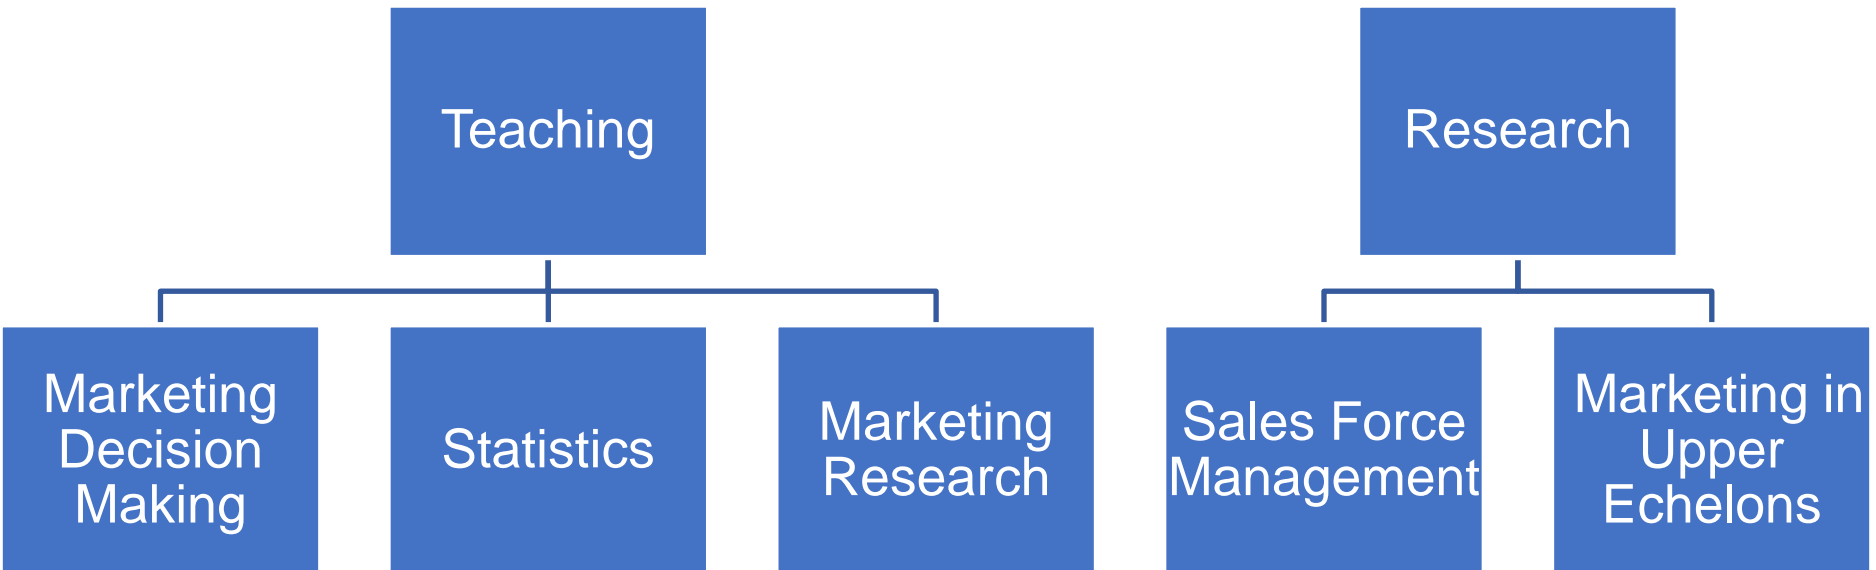 Teaching
Research
Marketing
Decision
Making
Statistics
Marketing
Research
Sales Force
Management
Marketing in
Upper
Echelons